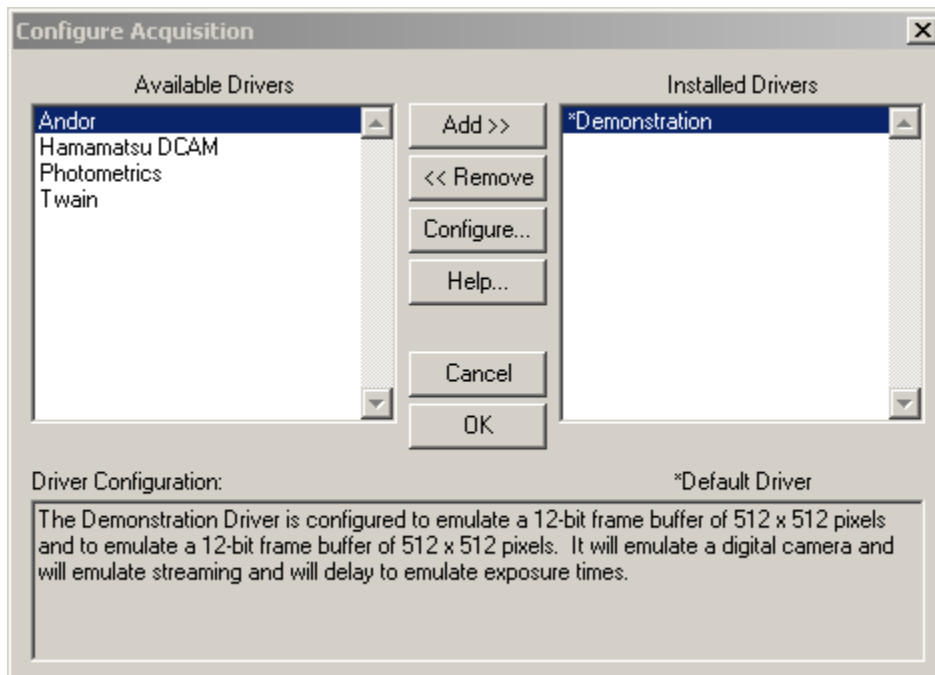 Configure Acquisition
Available Drivers
Installed Drivers
Andor
Hamamatsu DCAM
Photometrics
Twain
Add >>
<< Remove
Configure...
Help...
Cancel
OK
*Demonstration
Driver Configuration:
*Default Driver
The Demonstration Driver is configured to emulate a 12-bit frame buffer of 512 x 512 pixels
and to emulate a 12-bit frame buffer of 512 x 512 pixels.  It will emulate a digital camera and
will emulate streaming and will delay to emulate exposure times.